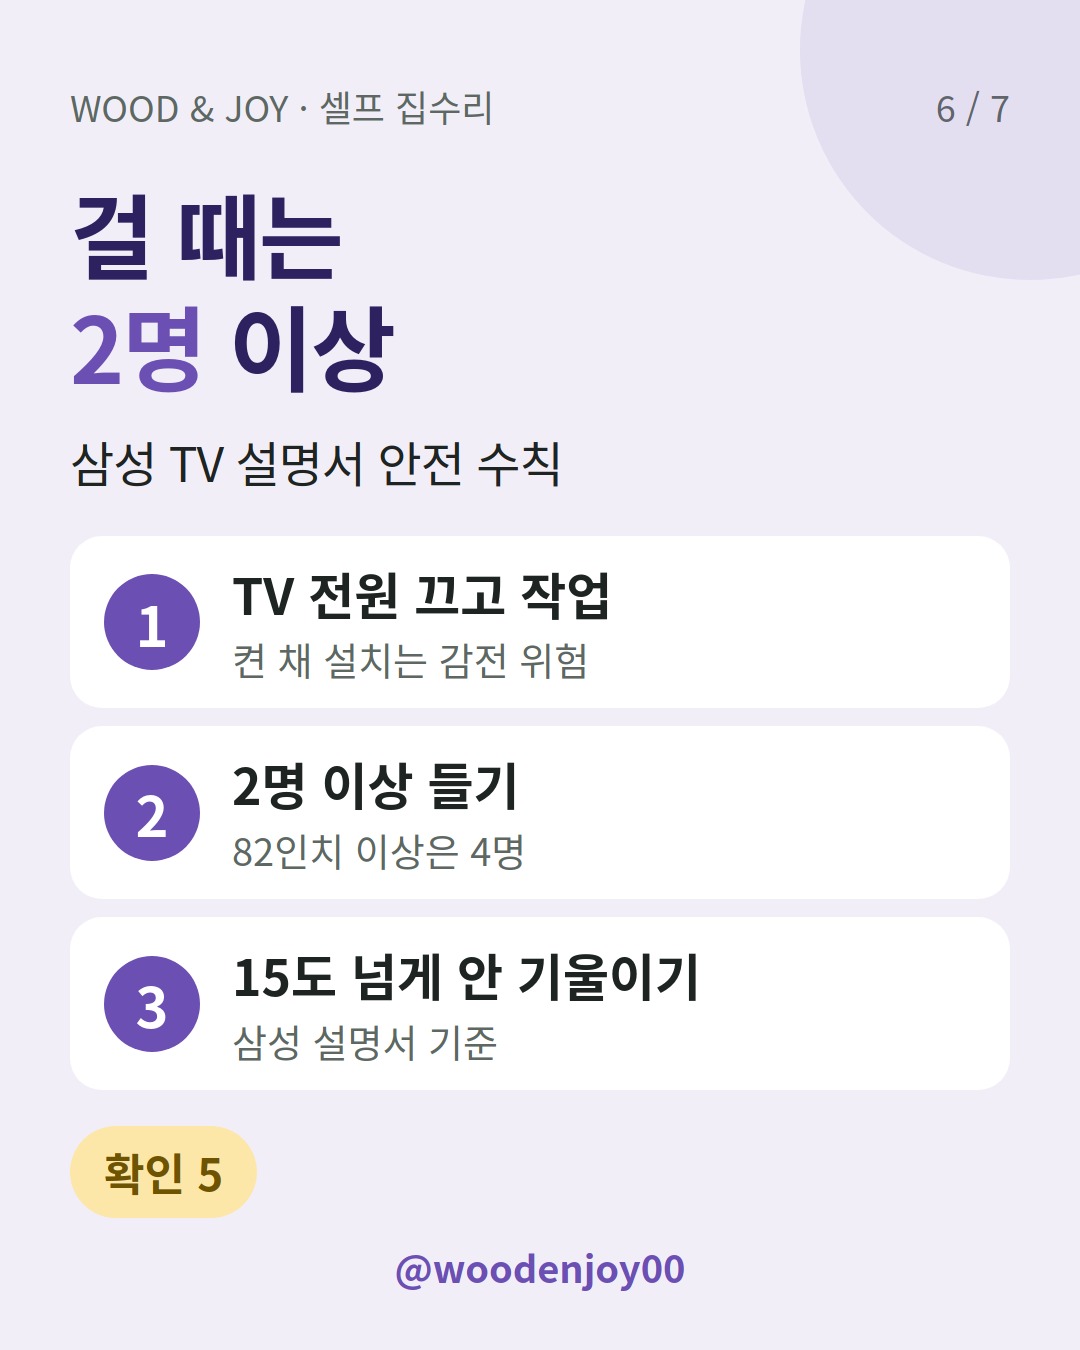 WOOD & JOY · 셀프 집수리
6 / 7
걸 때는
2명 이상
삼성 TV 설명서 안전 수칙
1
TV 전원 끄고 작업
켠 채 설치는 감전 위험
2
2명 이상 들기
82인치 이상은 4명
3
15도 넘게 안 기울이기
삼성 설명서 기준
확인 5
@woodenjoy00